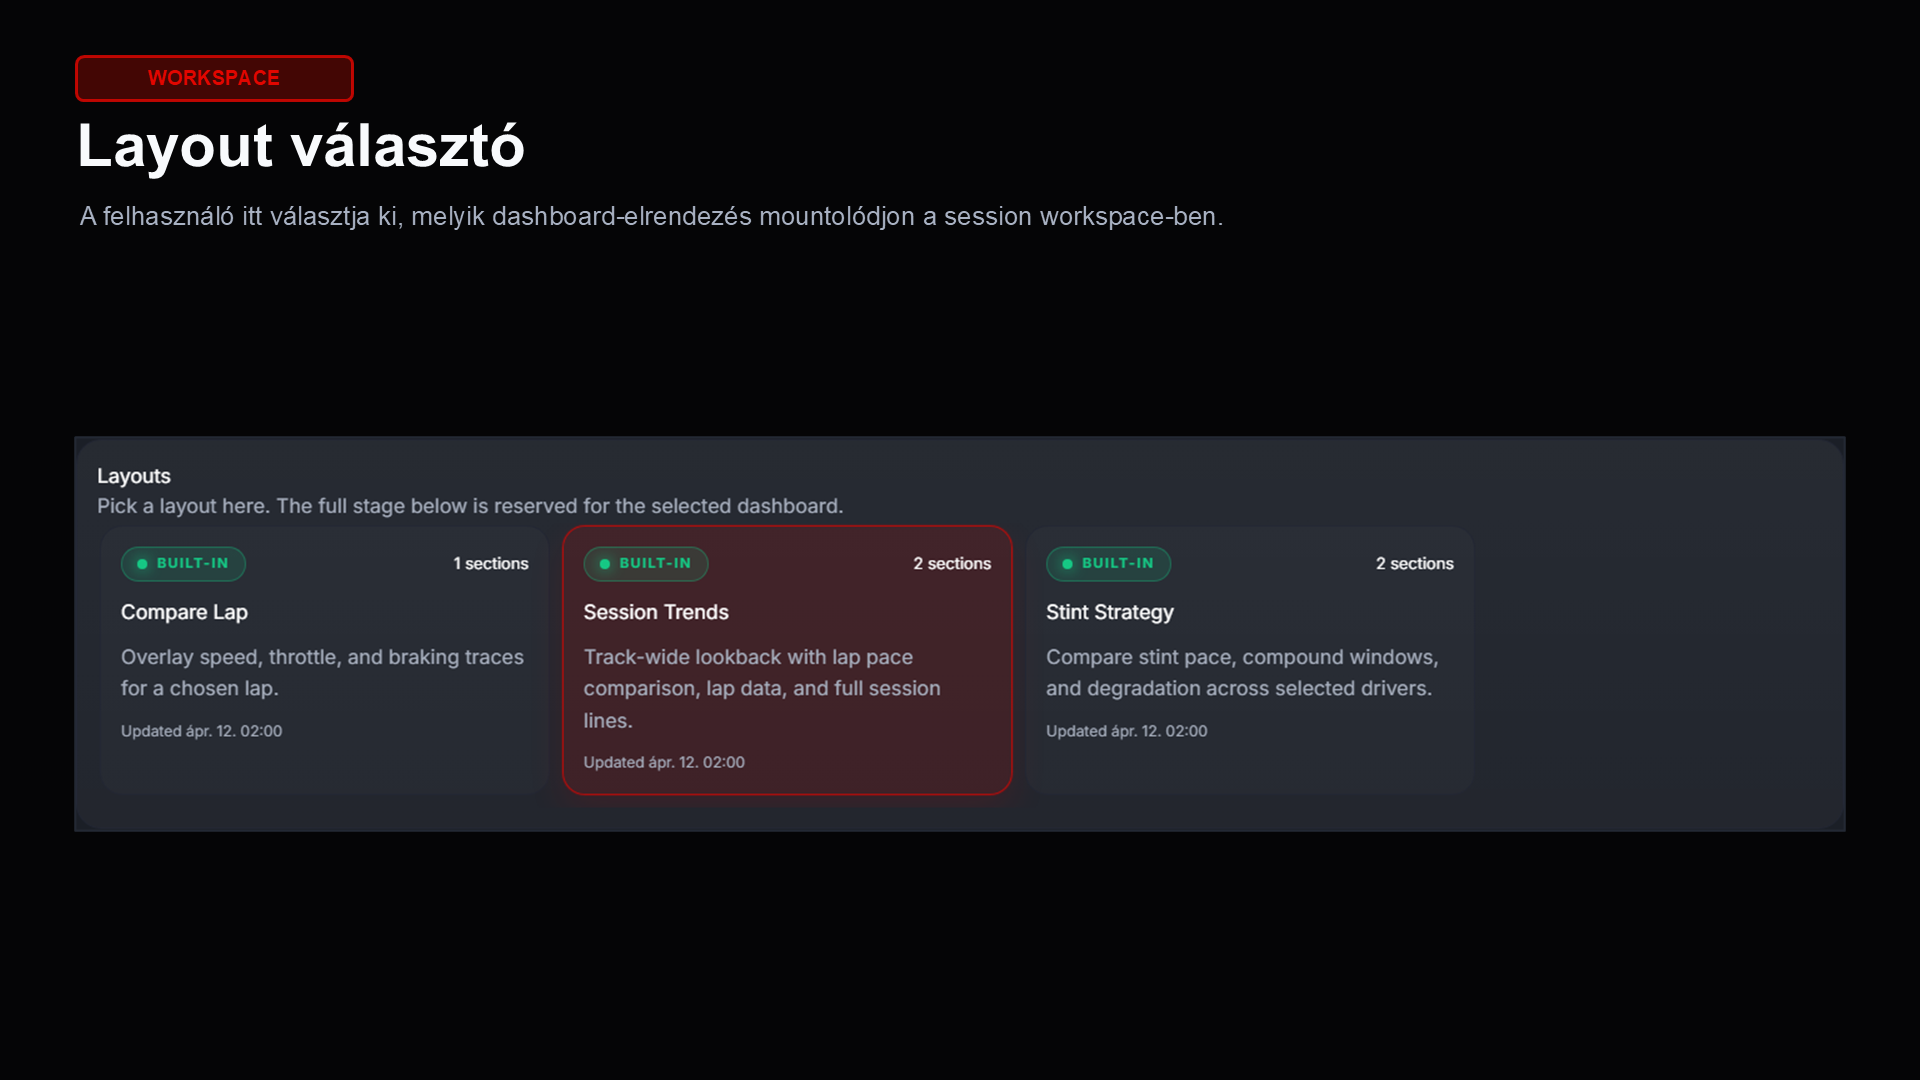 WORKSPACE
Layout választó
A felhasználó itt választja ki, melyik dashboard-elrendezés mountolódjon a session workspace-ben.
Layouts
Pick a layout here. The full stage below is reserved for the selected dashboard.
BUILT-IN
1 sections
Compare Lap
Overlay speed, throttle, and braking traces
for a chosen lap.
Updated ápr. 12. 02:00
BUILT-IN
2 sections
Session Trends
Track-wide lookback with lap pace
comparison, lap data, and full session
lines.
Updated ápr. 12. 02:00
BUILT-IN
2 sections
Stint Strategy
Compare stint pace, compound windows,
and degradation across selected drivers.
Updated ápr. 12. 02:00